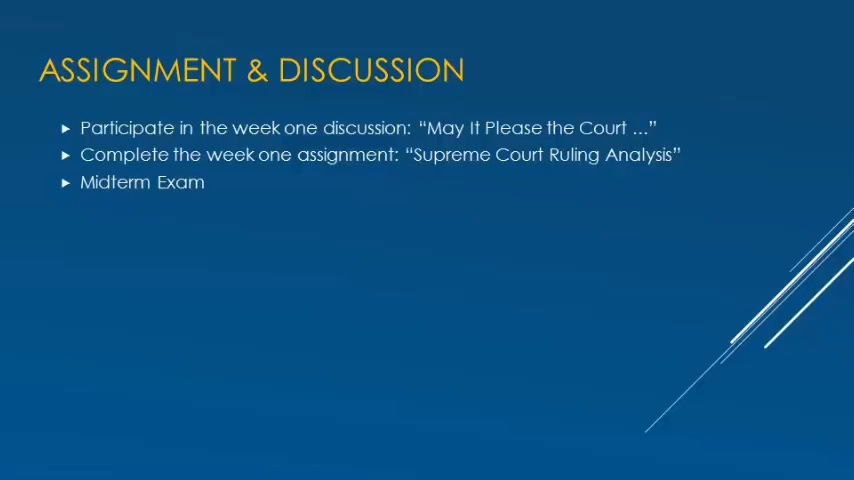 ASSIGNMENT & DISCUSSION
Participate in the week one discussion: “May It Please the Court ...”
Complete the week one assignment: “Supreme Court Ruling Analysis”
Midterm Exam